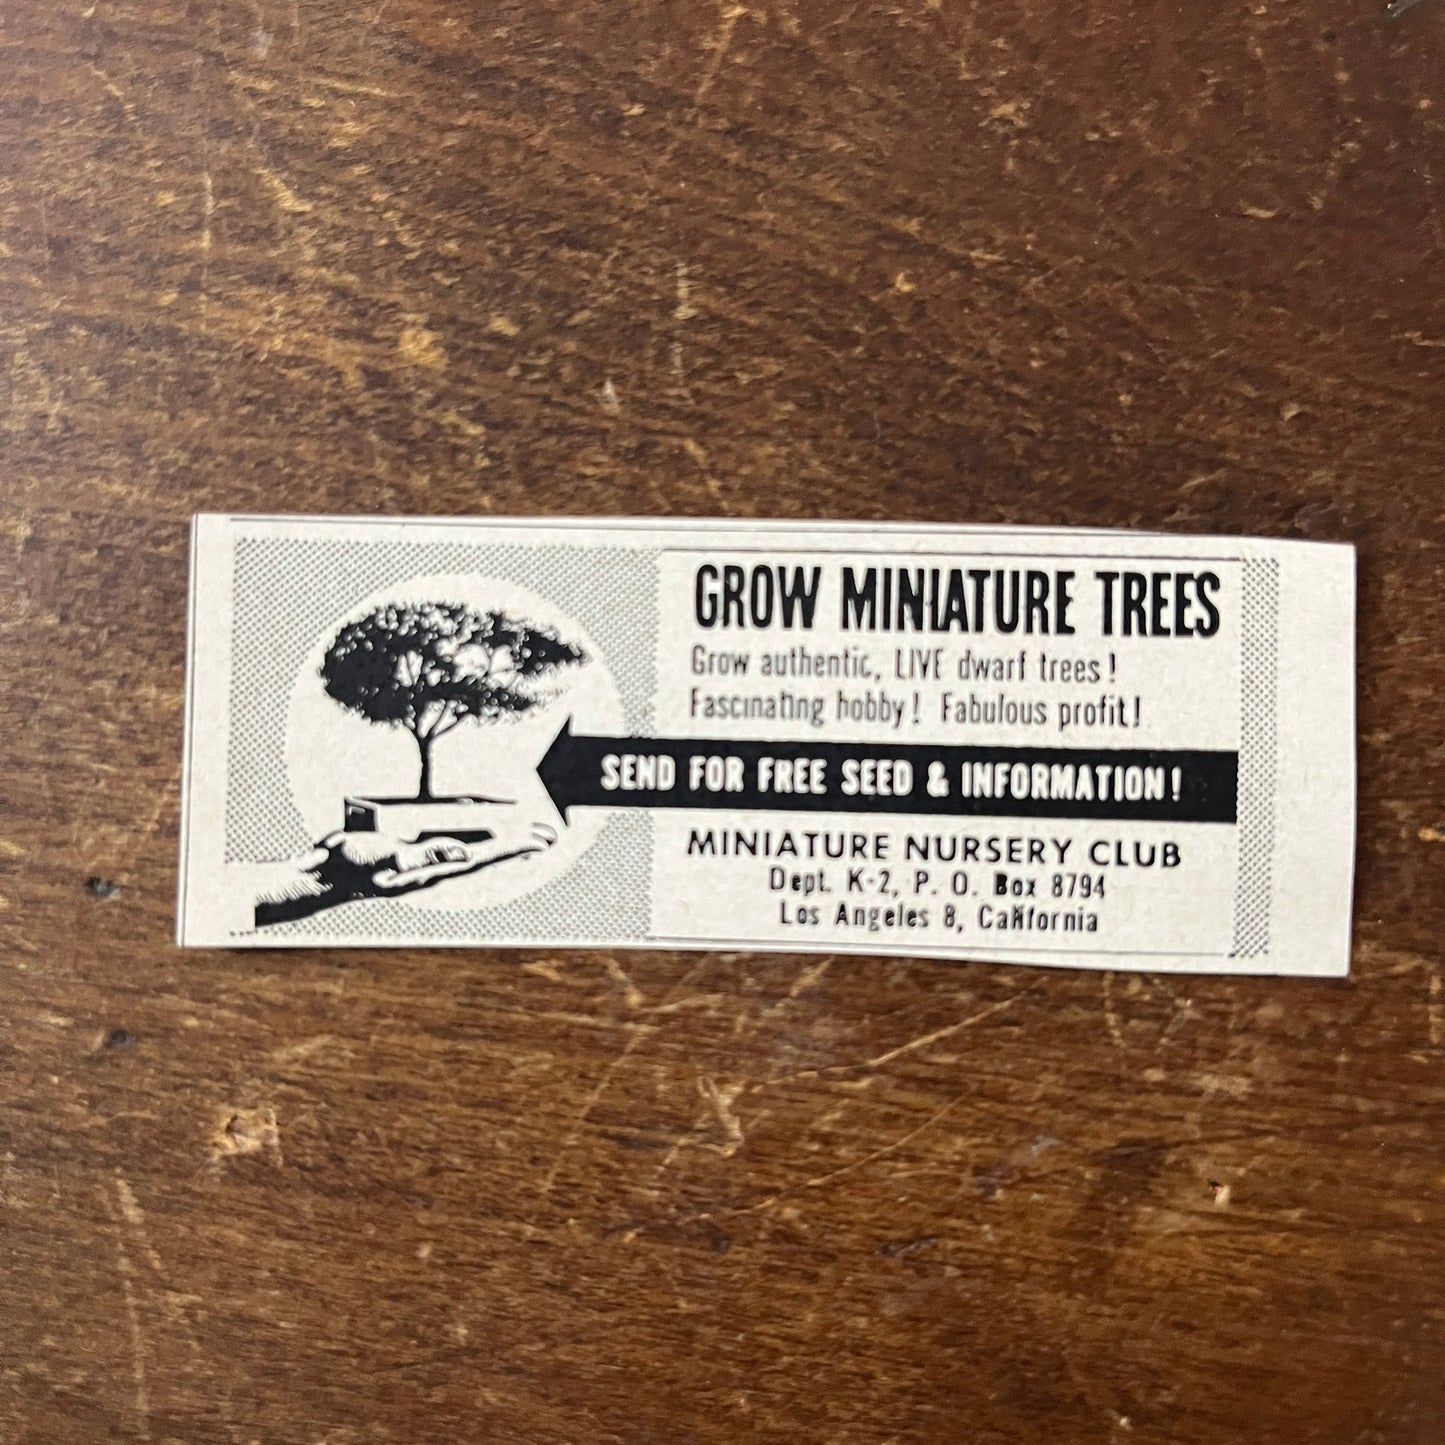 GROW MINIATURE TREES
Grow authentic, LIVE dwarf trees!
Fascinating hobby! Fabulous profit!
SEND FOR FREE SEED & INFORMATION!
MINIATURE NURSERY CLUB
Dept. K-2, P. O. Box 8794
Los Angeles 8, California